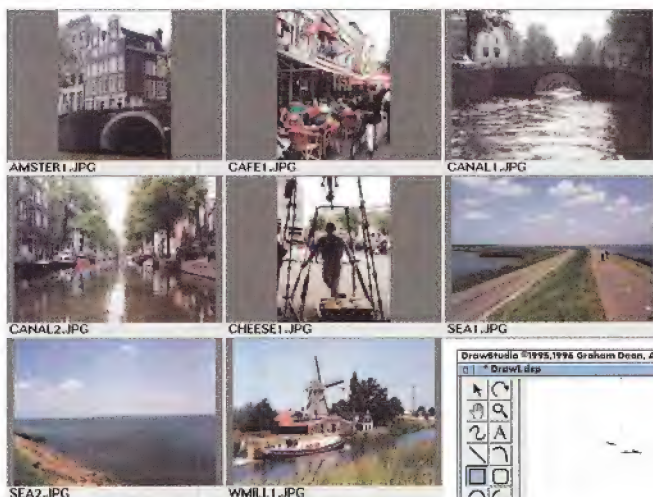 AMSTER1.JPG
CAFE1.JPG
CANAL1.JPG
CANAL2.JPG
CHEESE1.JPG
SEA1.JPG
DrawStudio ©1995,1996 Graham Dean, A
* Draw1.dsp
A
SEA2.JPG
WMILL1.JPG